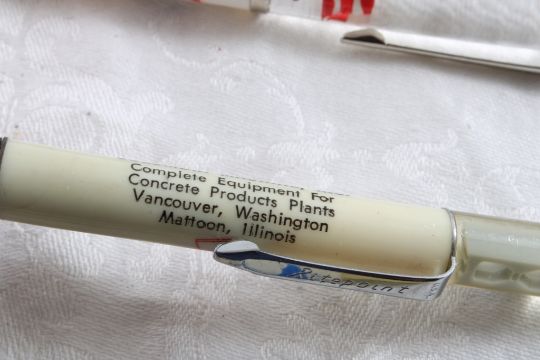 Complete Equipment For
Concrete Products Plants
Vancouver, Washington
Mattoon, Illinois
Ritepoint